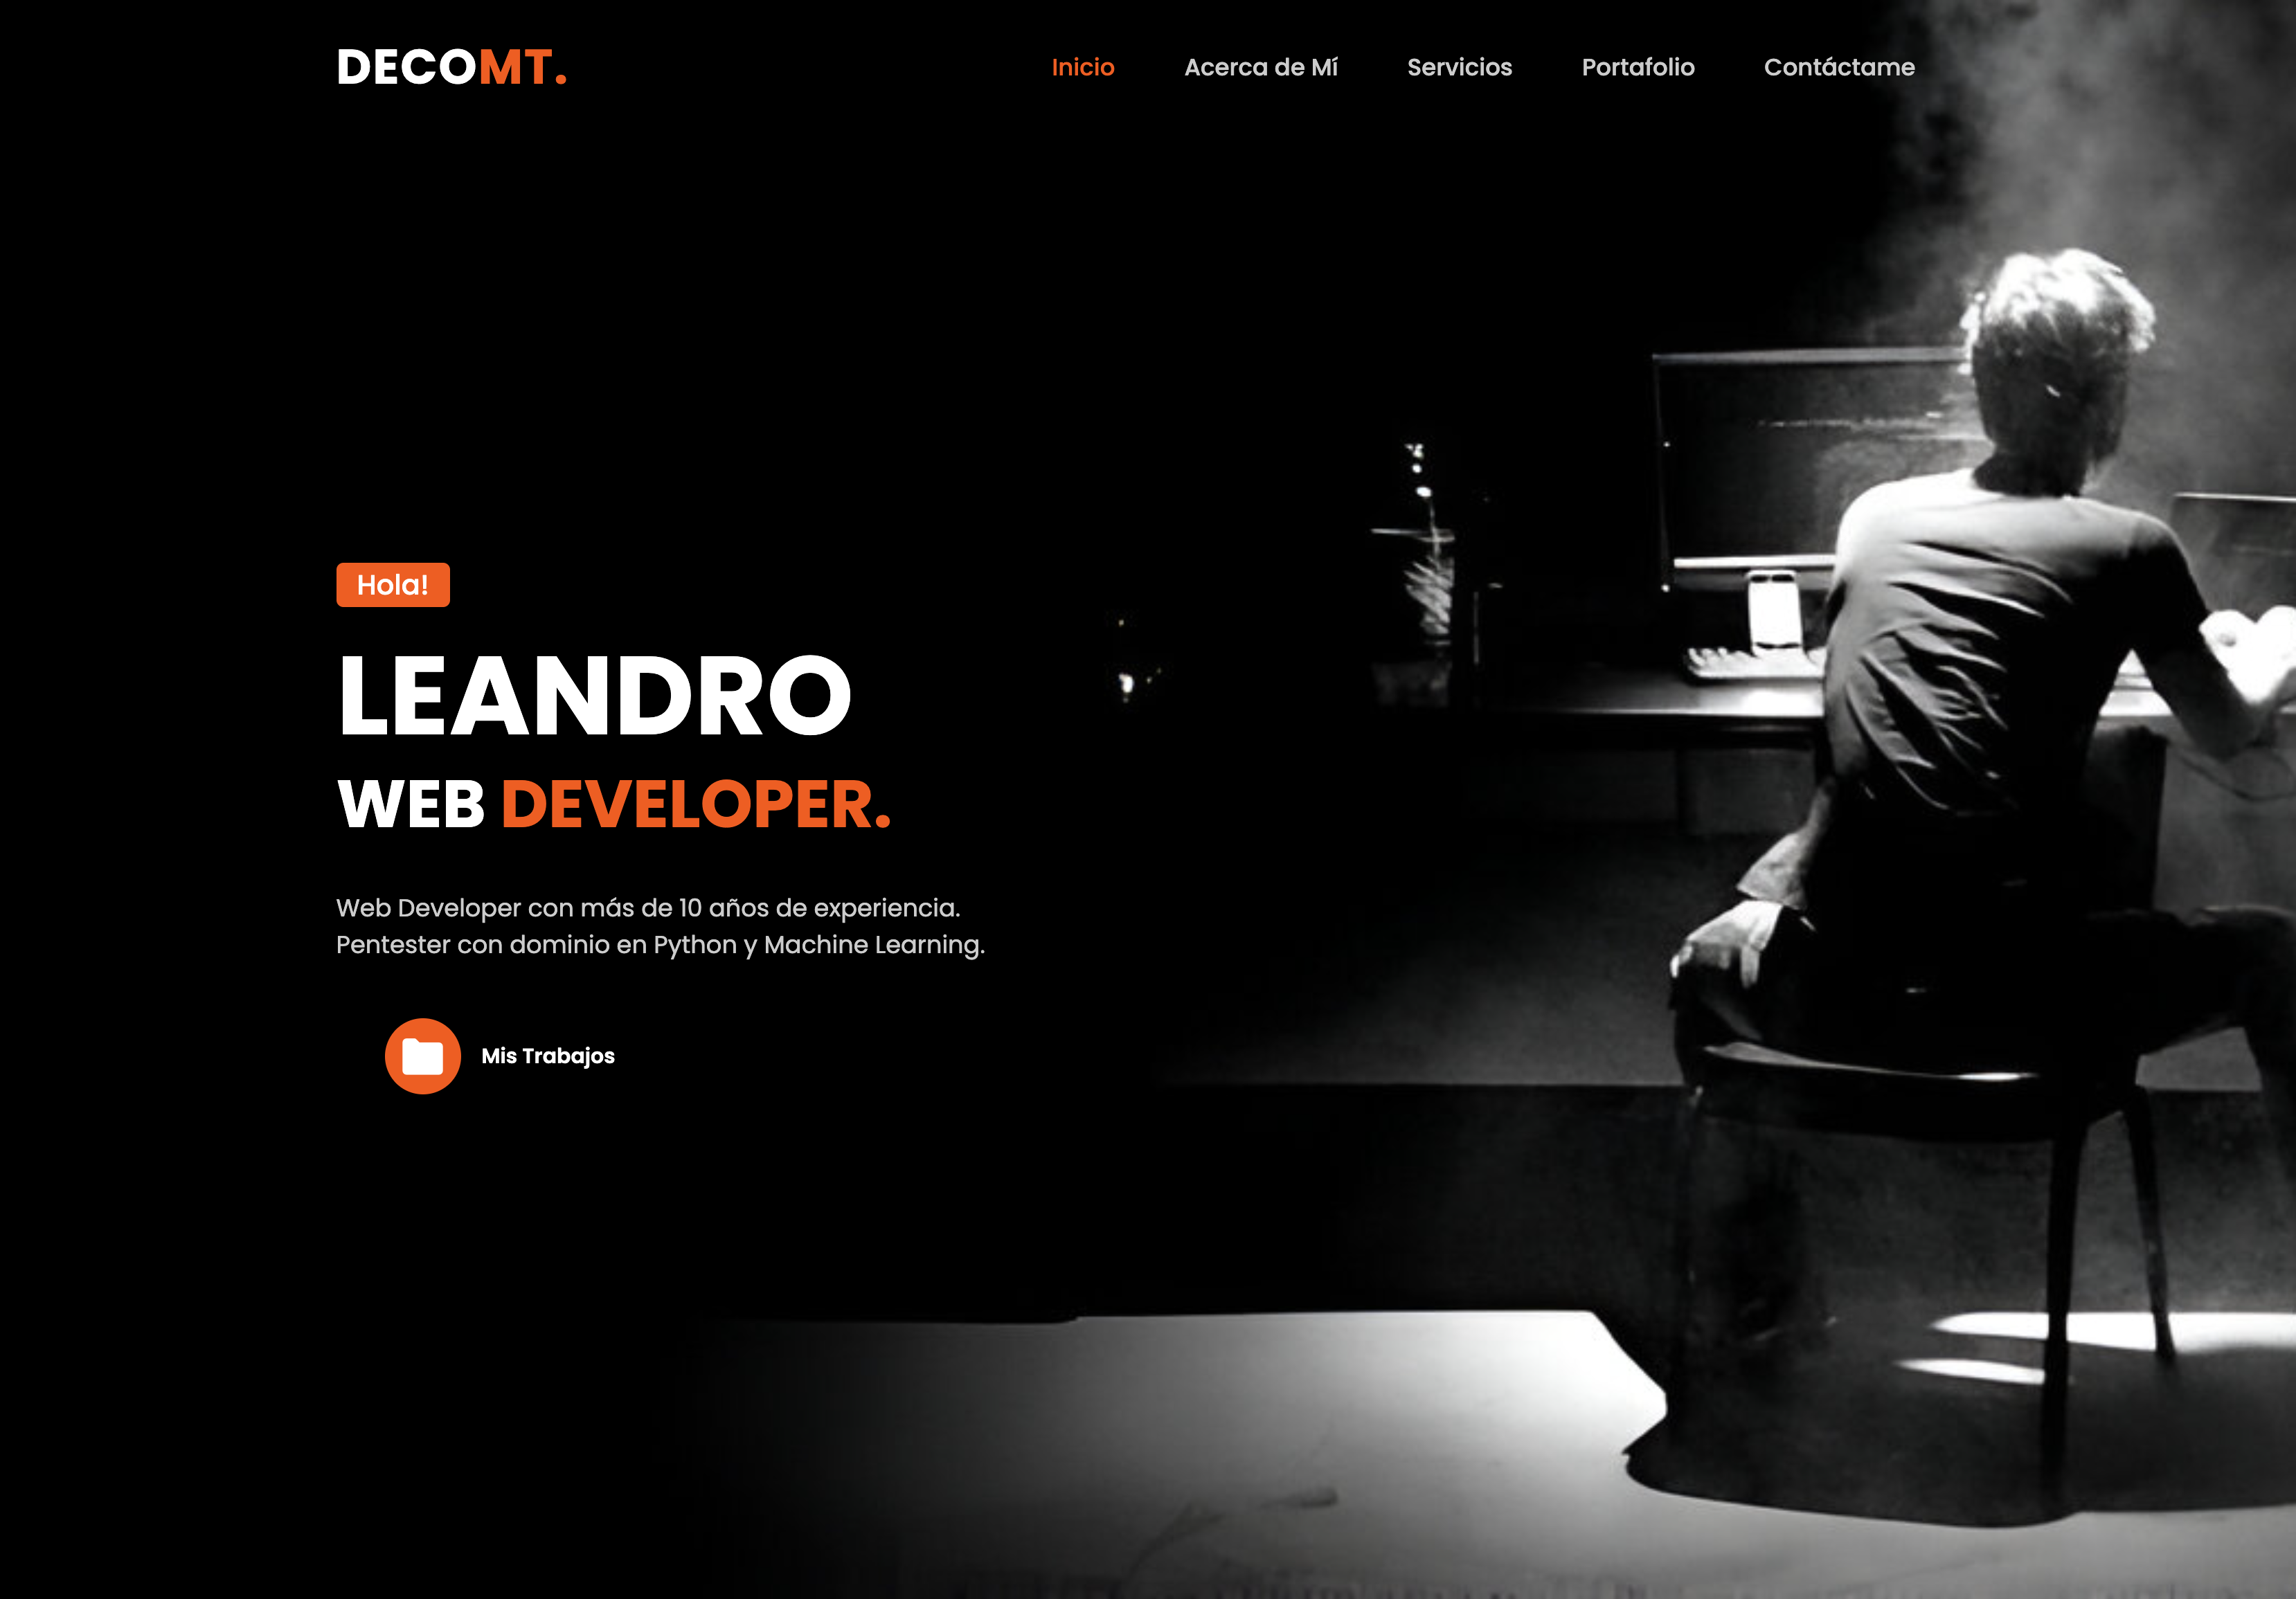 DECOMT.
Inicio Acerca de Mí Servicios Portafolio Contáctame
Hola!
LEANDRO
WEB DEVELOPER.
Web Developer con más de 10 años de experiencia.
Pentester con dominio en Python y Machine Learning.
Mis Trabajos